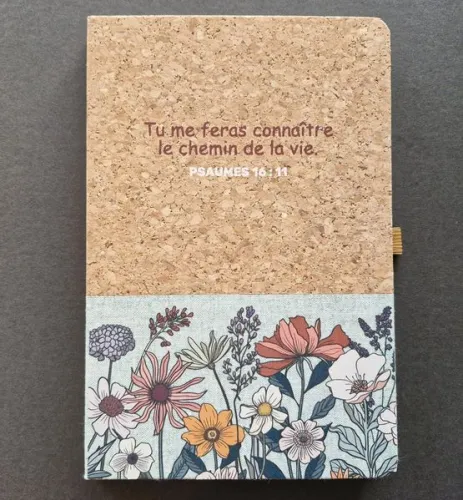 Tu me feras connaître
le chemin de la vie.
PSAUMES 16 : 11